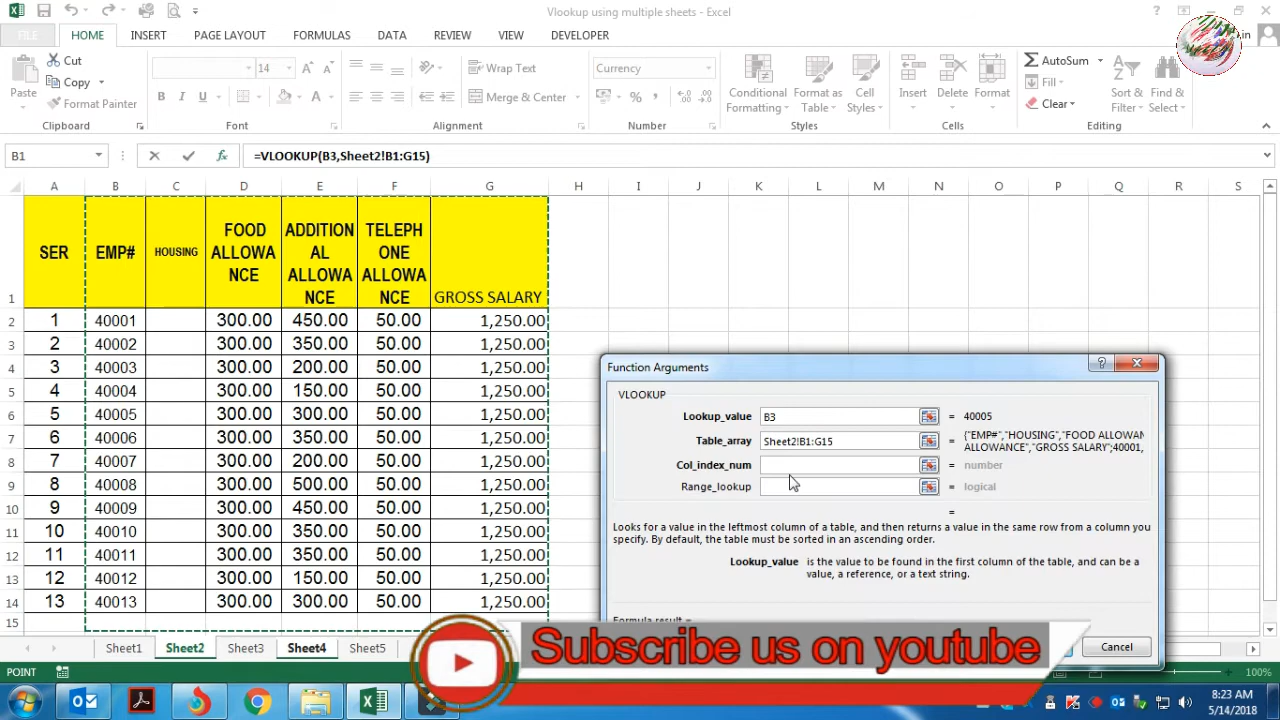 Vlookup using multiple sheets - Excel
FILE HOME INSERT PAGE LAYOUT FORMULAS DATA REVIEW VIEW DEVELOPER
Cut
Copy
Format Painter
Paste
Clipboard
14
Font
Wrap Text
Merge & Center
Alignment
Currency
Number
Conditional Formatting
Format as Table
Cell Styles
Styles
Insert Delete Format
Cells
AutoSum
Fill
Clear
Sort & Filter
Find & Select
Editing
B1 fx =VLOOKUP(B3,Sheet2!B1:G15)
A B C D E F G H I J K L M N O P Q R S
1 SER EMP# HOUSING FOOD ALLOWA NCE ADDITION AL ALLOWA NCE TELEPH ONE ALLOWA NCE GROSS SALARY
2 1 40001 300.00 450.00 50.00 1,250.00
3 2 40002 300.00 350.00 50.00 1,250.00
4 3 40003 300.00 200.00 50.00 1,250.00
5 4 40004 300.00 150.00 50.00 1,250.00
6 5 40005 300.00 300.00 50.00 1,250.00
7 6 40006 300.00 350.00 50.00 1,250.00
8 7 40007 300.00 200.00 50.00 1,250.00
9 8 40008 300.00 500.00 50.00 1,250.00
10 9 40009 300.00 450.00 50.00 1,250.00
11 10 40010 300.00 350.00 50.00 1,250.00
12 11 40011 300.00 350.00 50.00 1,250.00
13 12 40012 300.00 150.00 50.00 1,250.00
14 13 40013 300.00 300.00 50.00 1,250.00
15
Function Arguments
VLOOKUP
Lookup_value B3 = 40005
Table_array Sheet2!B1:G15 = {"EMP#","HOUSING","FOOD ALLOWAN
ALLOWANCE","GROSS SALARY";40001,
Col_index_num = number
Range_lookup = logical
=
Looks for a value in the leftmost column of a table, and then returns a value in the same row from a column you
specify. By default, the table must be sorted in an ascending order.
Lookup_value is the value to be found in the first column of the table, and can be a
value, a reference, or a text string.
Formula result =
Cancel
Subscribe us on youtube
Sheet1 Sheet2 Sheet3 Sheet4 Sheet5
POINT
100%
8:23 AM
5/14/2018